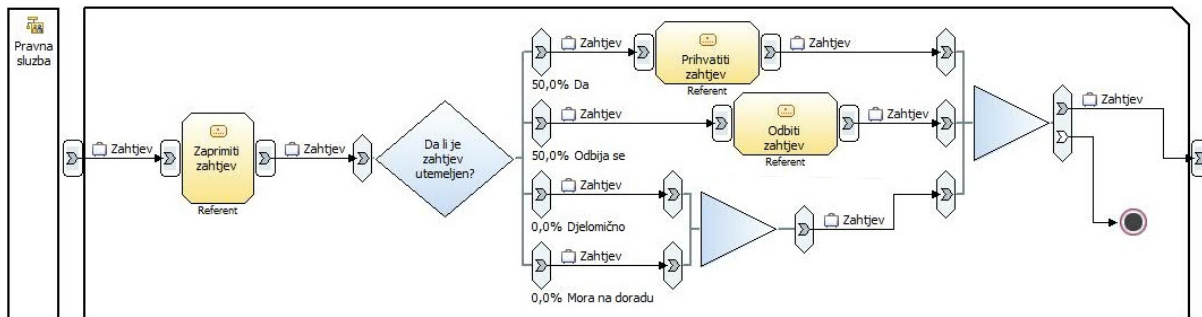 Pravna
služba
Zahtjev
Zaprimiti
zahtjev
Referent
Zahtjev
Da li je
zahtjev
utemeljen?
Zahtjev
50,0% Da
Prihvatiti
zahtjev
Referent
Zahtjev
Zahtjev
50,0% Odbija se
Odbiti
zahtjev
Referent
Zahtjev
Zahtjev
0,0% Djelomično
Zahtjev
0,0% Mora na doradu
Zahtjev
Zahtjev